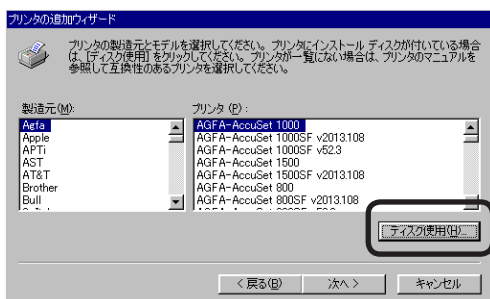 プリンタの追加ウィザード
プリンタの製造元とモデルを選択してください。プリンタにインストール ディスクが付いている場合
は、[ディスク使用] をクリックしてください。プリンタが一覧にない場合は、プリンタのマニュアルを
参照して互換性のあるプリンタを選択してください。
製造元(M):
プリンタ (P) :
Agfa
Apple
APTi
AST
AT&T
Brother
Bull
AGFA-AccuSet 1000
AGFA-AccuSet 1000SF v2013.108
AGFA-AccuSet 1000SF v52.3
AGFA-AccuSet 1500
AGFA-AccuSet 1500SF v2013.108
AGFA-AccuSet 800
AGFA-AccuSet 800SF v2013.108
ディスク使用(H)...
< 戻る(B)
次へ >
キャンセル